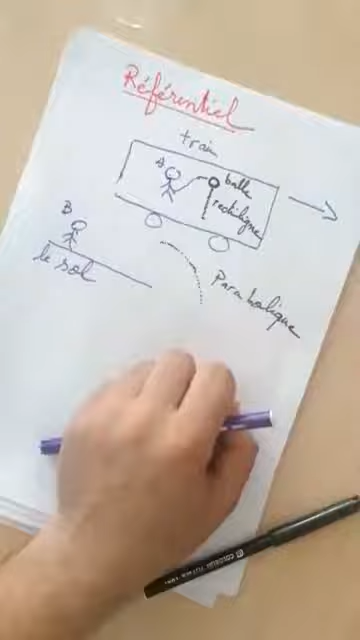 Référentiel
train
A
balle
rectiligne
B
le sol
Parabolique